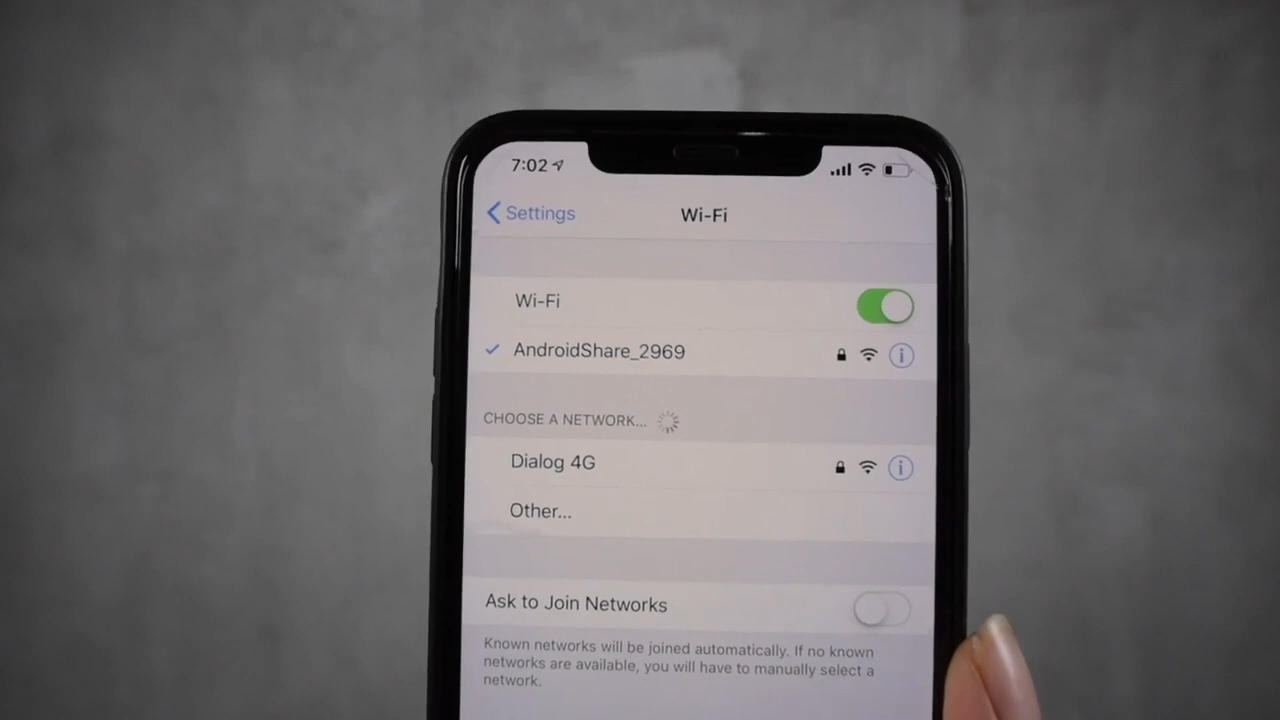 7:02
Settings
Wi-Fi
Wi-Fi
AndroidShare_2969
CHOOSE A NETWORK...
Dialog 4G
Other...
Ask to Join Networks
Known networks will be joined automatically. If no known
networks are available, you will have to manually select a
network.